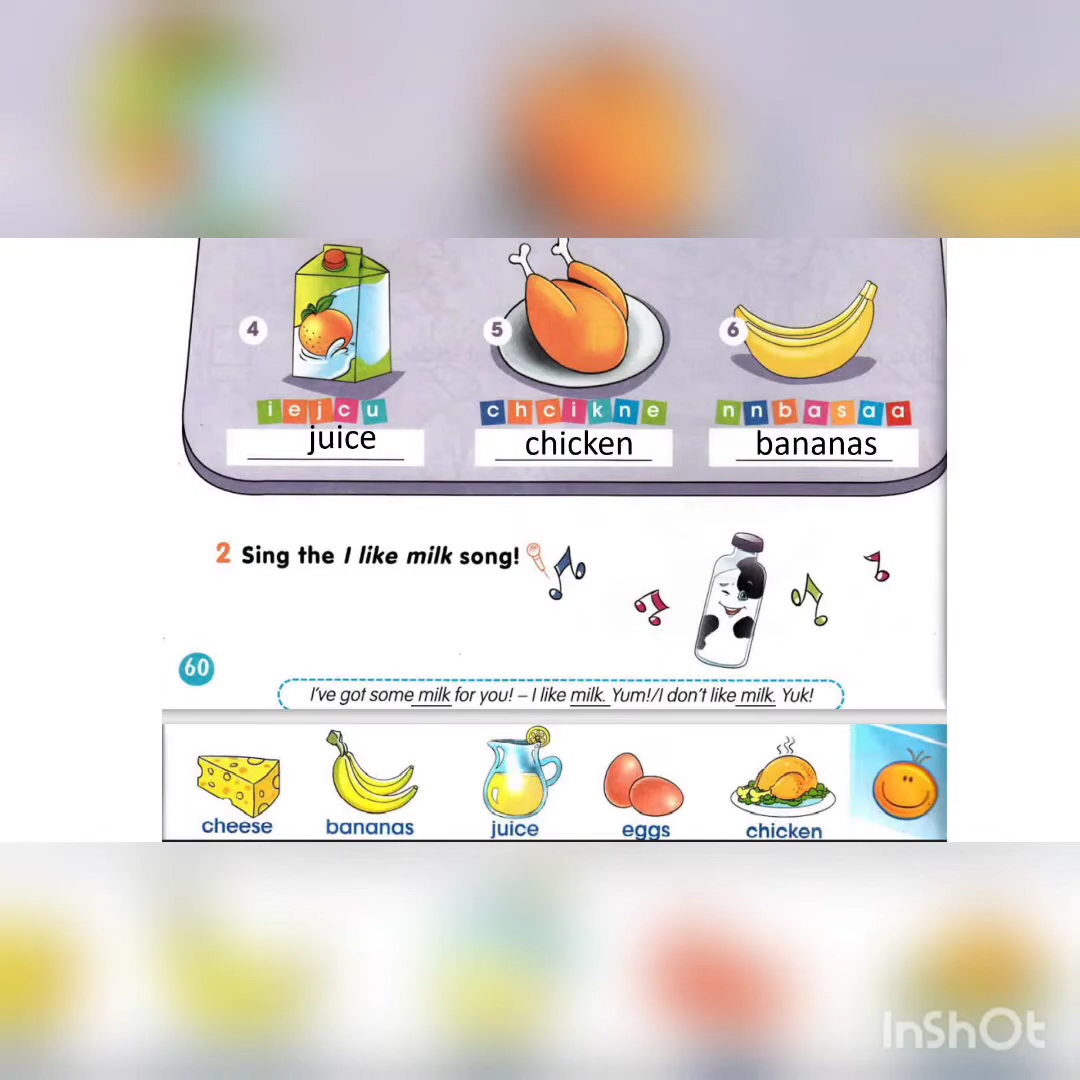 4
5
6
i e j c u
c h c i k n e
n n b a s a a
juice
chicken
bananas
2 Sing the I like milk song!
60
I've got some milk for you! – I like milk. Yum!/I don't like milk. Yuk!
cheese
bananas
juice
eggs
chicken
InShOt